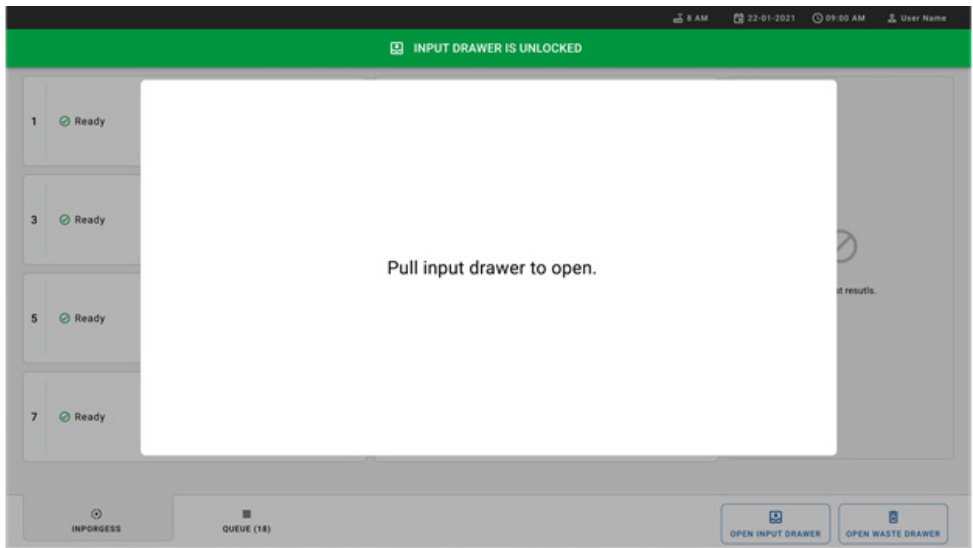 8 AM 22-01-2021 09:00 AM User Name
INPUT DRAWER IS UNLOCKED
1 Ready
3 Ready
Pull input drawer to open.
resutls.
5 Ready
7 Ready
INPORGESS QUEUE (18) OPEN INPUT DRAWER OPEN WASTE DRAWER